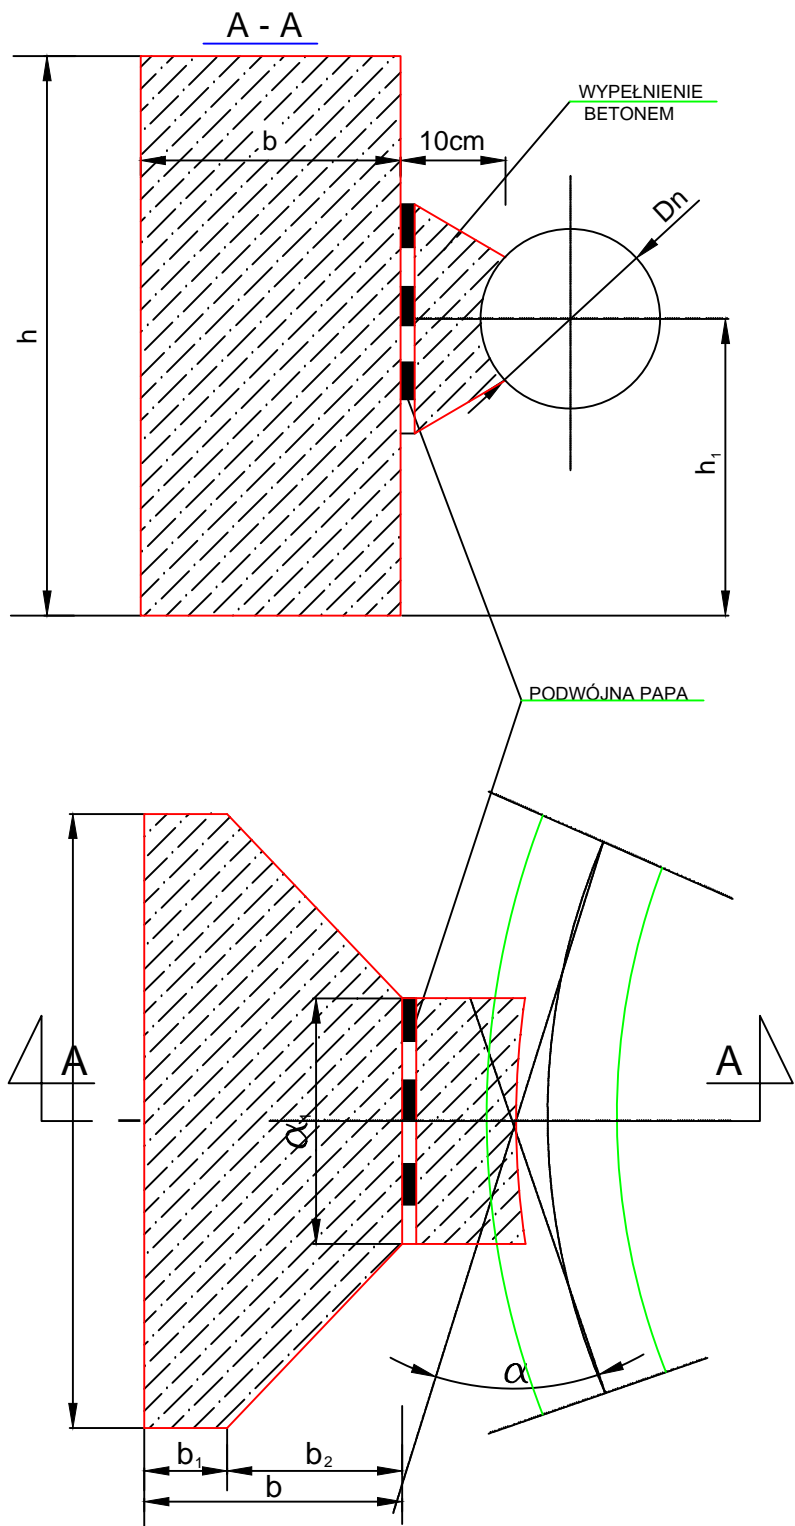 A - A
WYPEŁNIENIE
BETONEM
b
10cm
Dn
h
h₁
PODWÓJNA PAPA
A
A
α₁
α
b₁
b₂
b